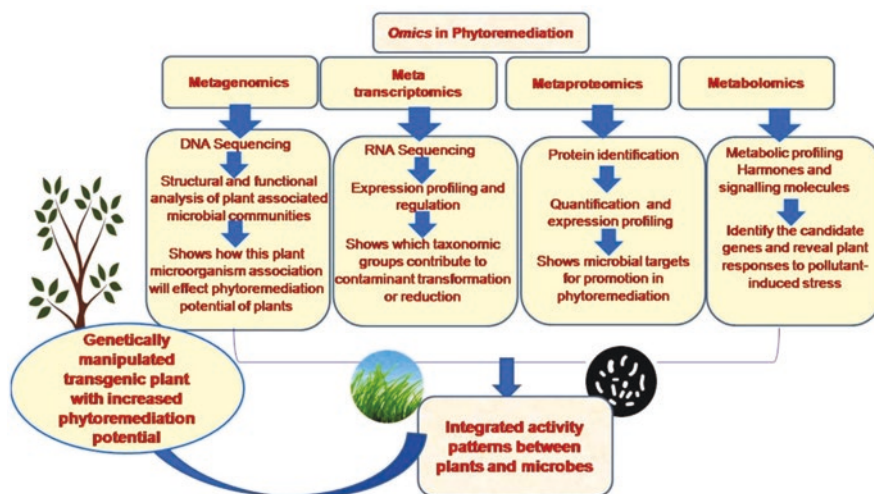 Omics in Phytoremediation
Metagenomics
Meta
transcriptomics
Metaproteomics
Metabolomics
DNA Sequencing
Structural and functional
analysis of plant associated
microbial communities
Shows how this plant
microorganism association
will effect phytoremediation
potential of plants
RNA Sequencing
Expression profiling and
regulation
Shows which taxonomic
groups contribute to
contaminant transformation
or reduction
Protein identification
Quantification and
expression profiling
Shows microbial targets
for promotion in
phytoremediation
Metabolic profiling
Harmones and
signalling molecules
Identify the candidate
genes and reveal plant
responses to pollutant-
induced stress
Genetically
manipulated
transgenic plant
with increased
phytoremediation
potential
Integrated activity
patterns between
plants and microbes